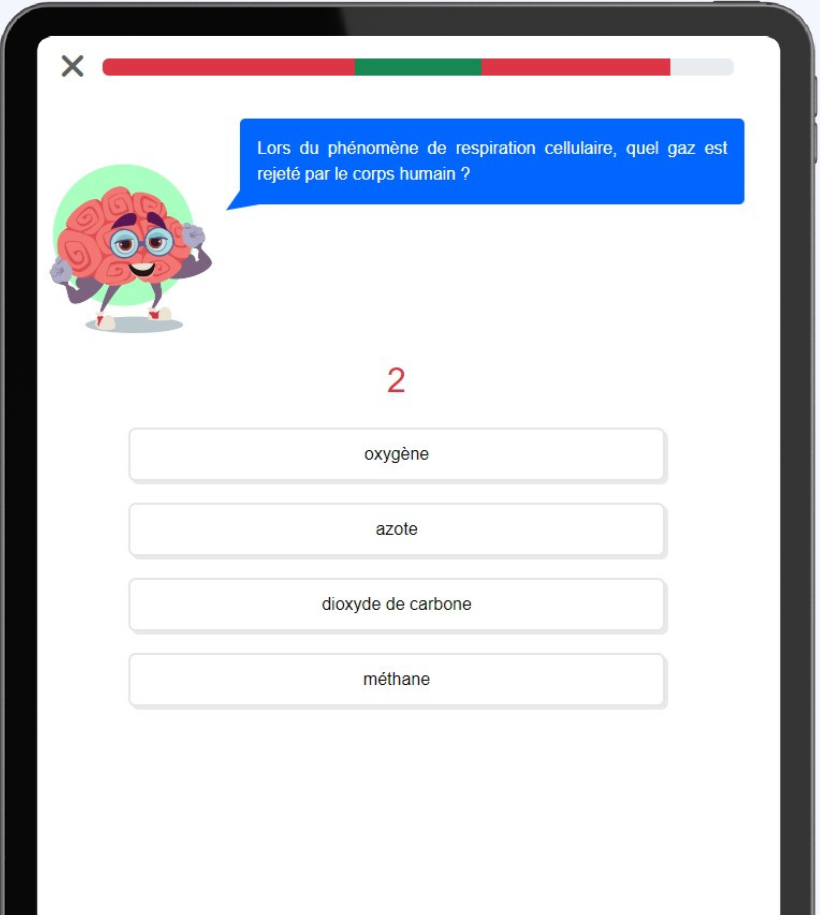 Lors du phénomène de respiration cellulaire, quel gaz est
rejeté par le corps humain ?
2
oxygène
azote
dioxyde de carbone
méthane